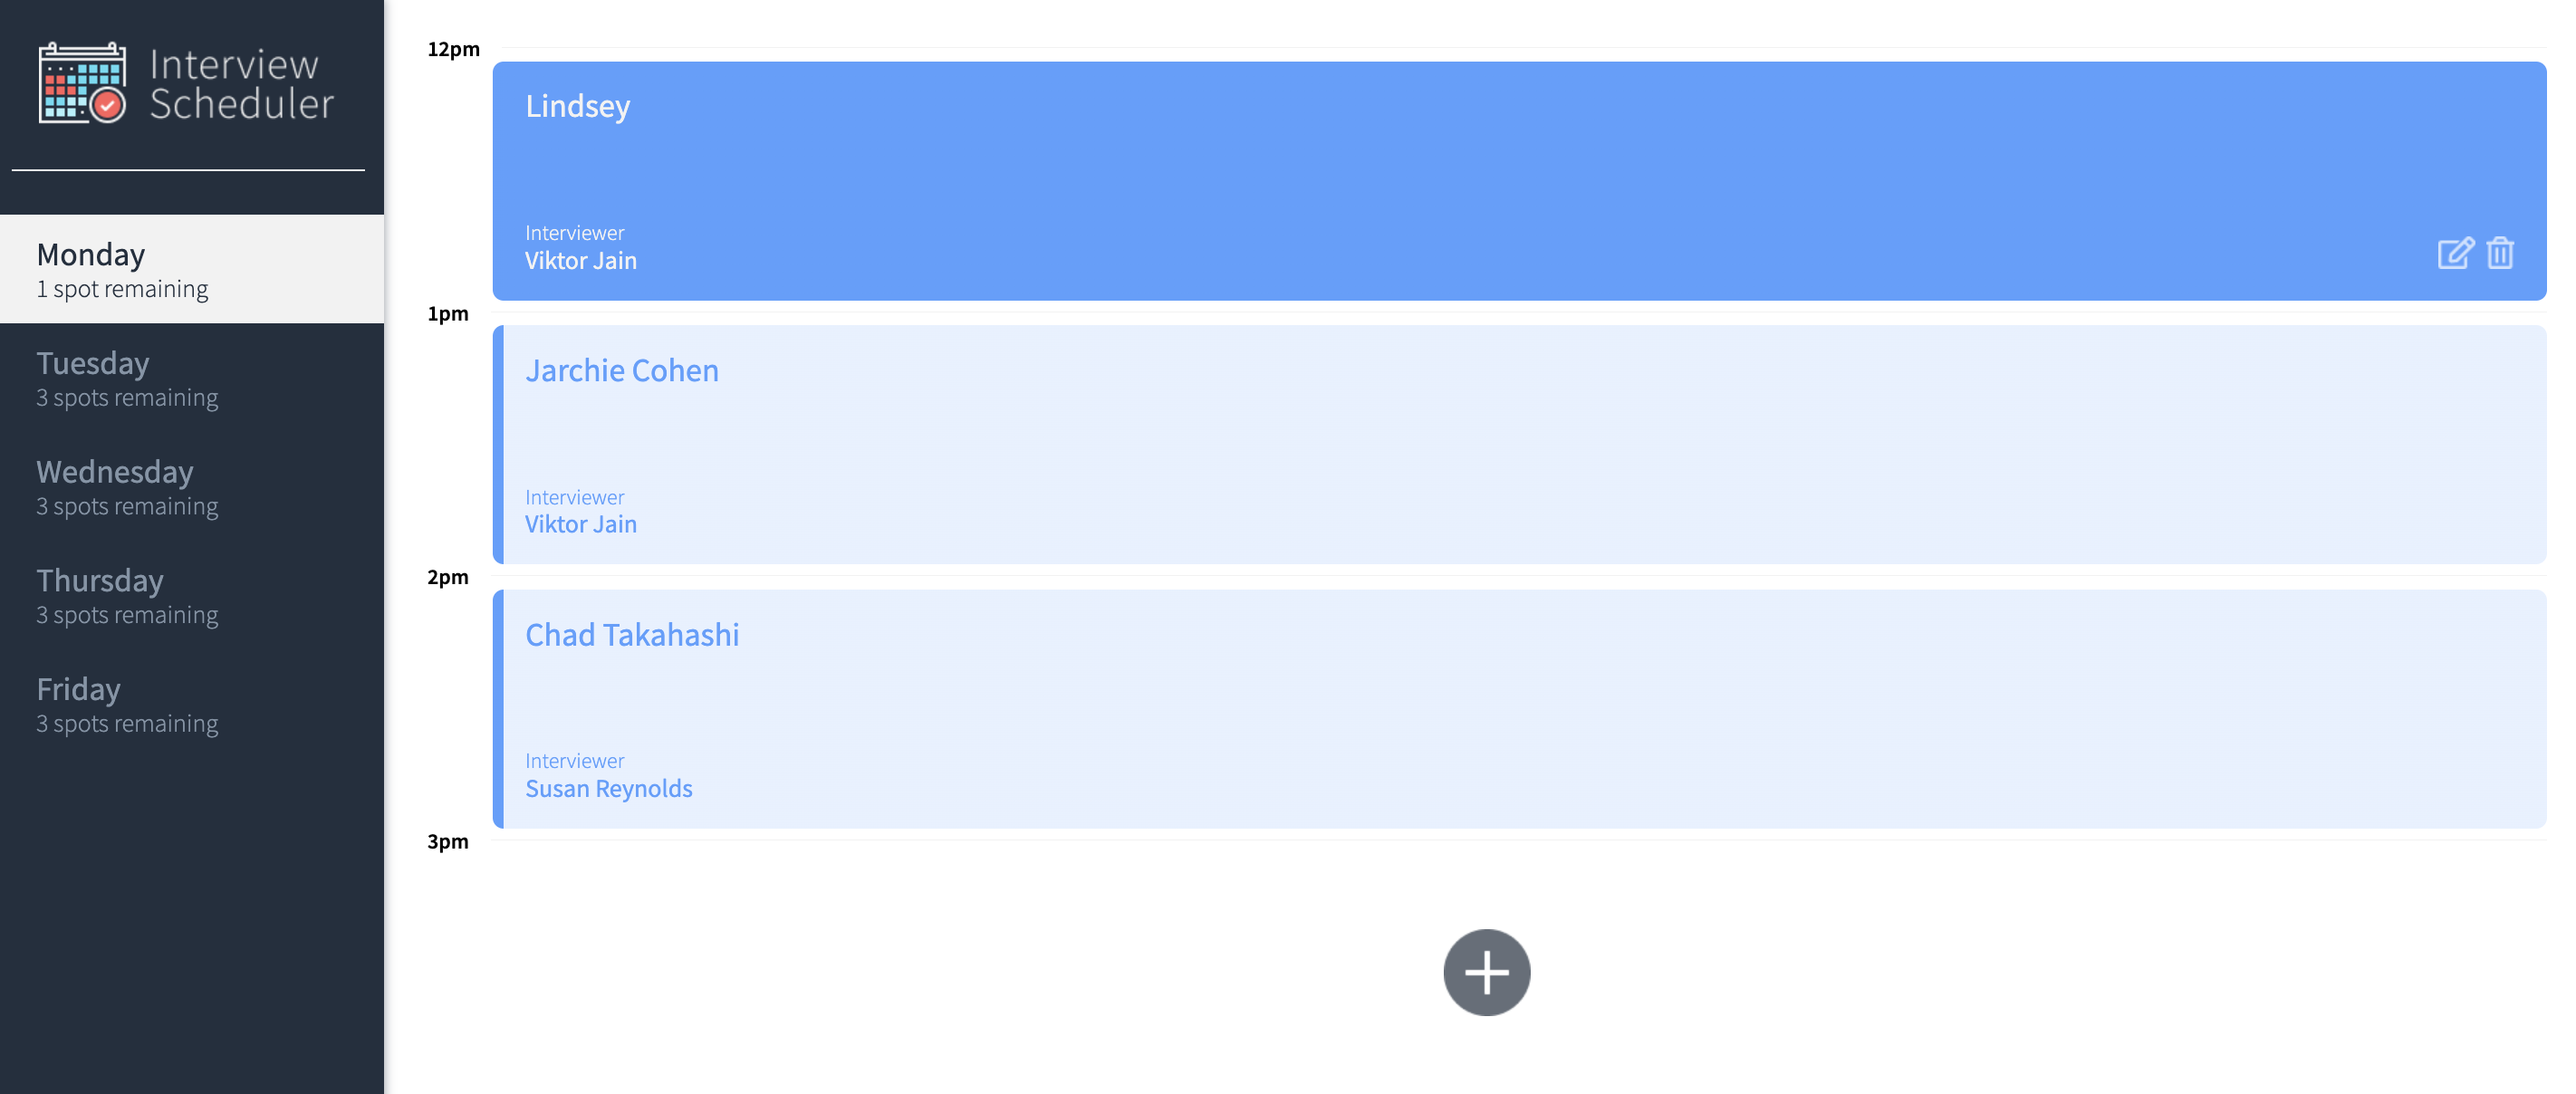 Interview
Scheduler
Monday
1 spot remaining
Tuesday
3 spots remaining
Wednesday
3 spots remaining
Thursday
3 spots remaining
Friday
3 spots remaining
12pm
Lindsey
Interviewer
Viktor Jain
1pm
Jarchie Cohen
Interviewer
Viktor Jain
2pm
Chad Takahashi
Interviewer
Susan Reynolds
3pm